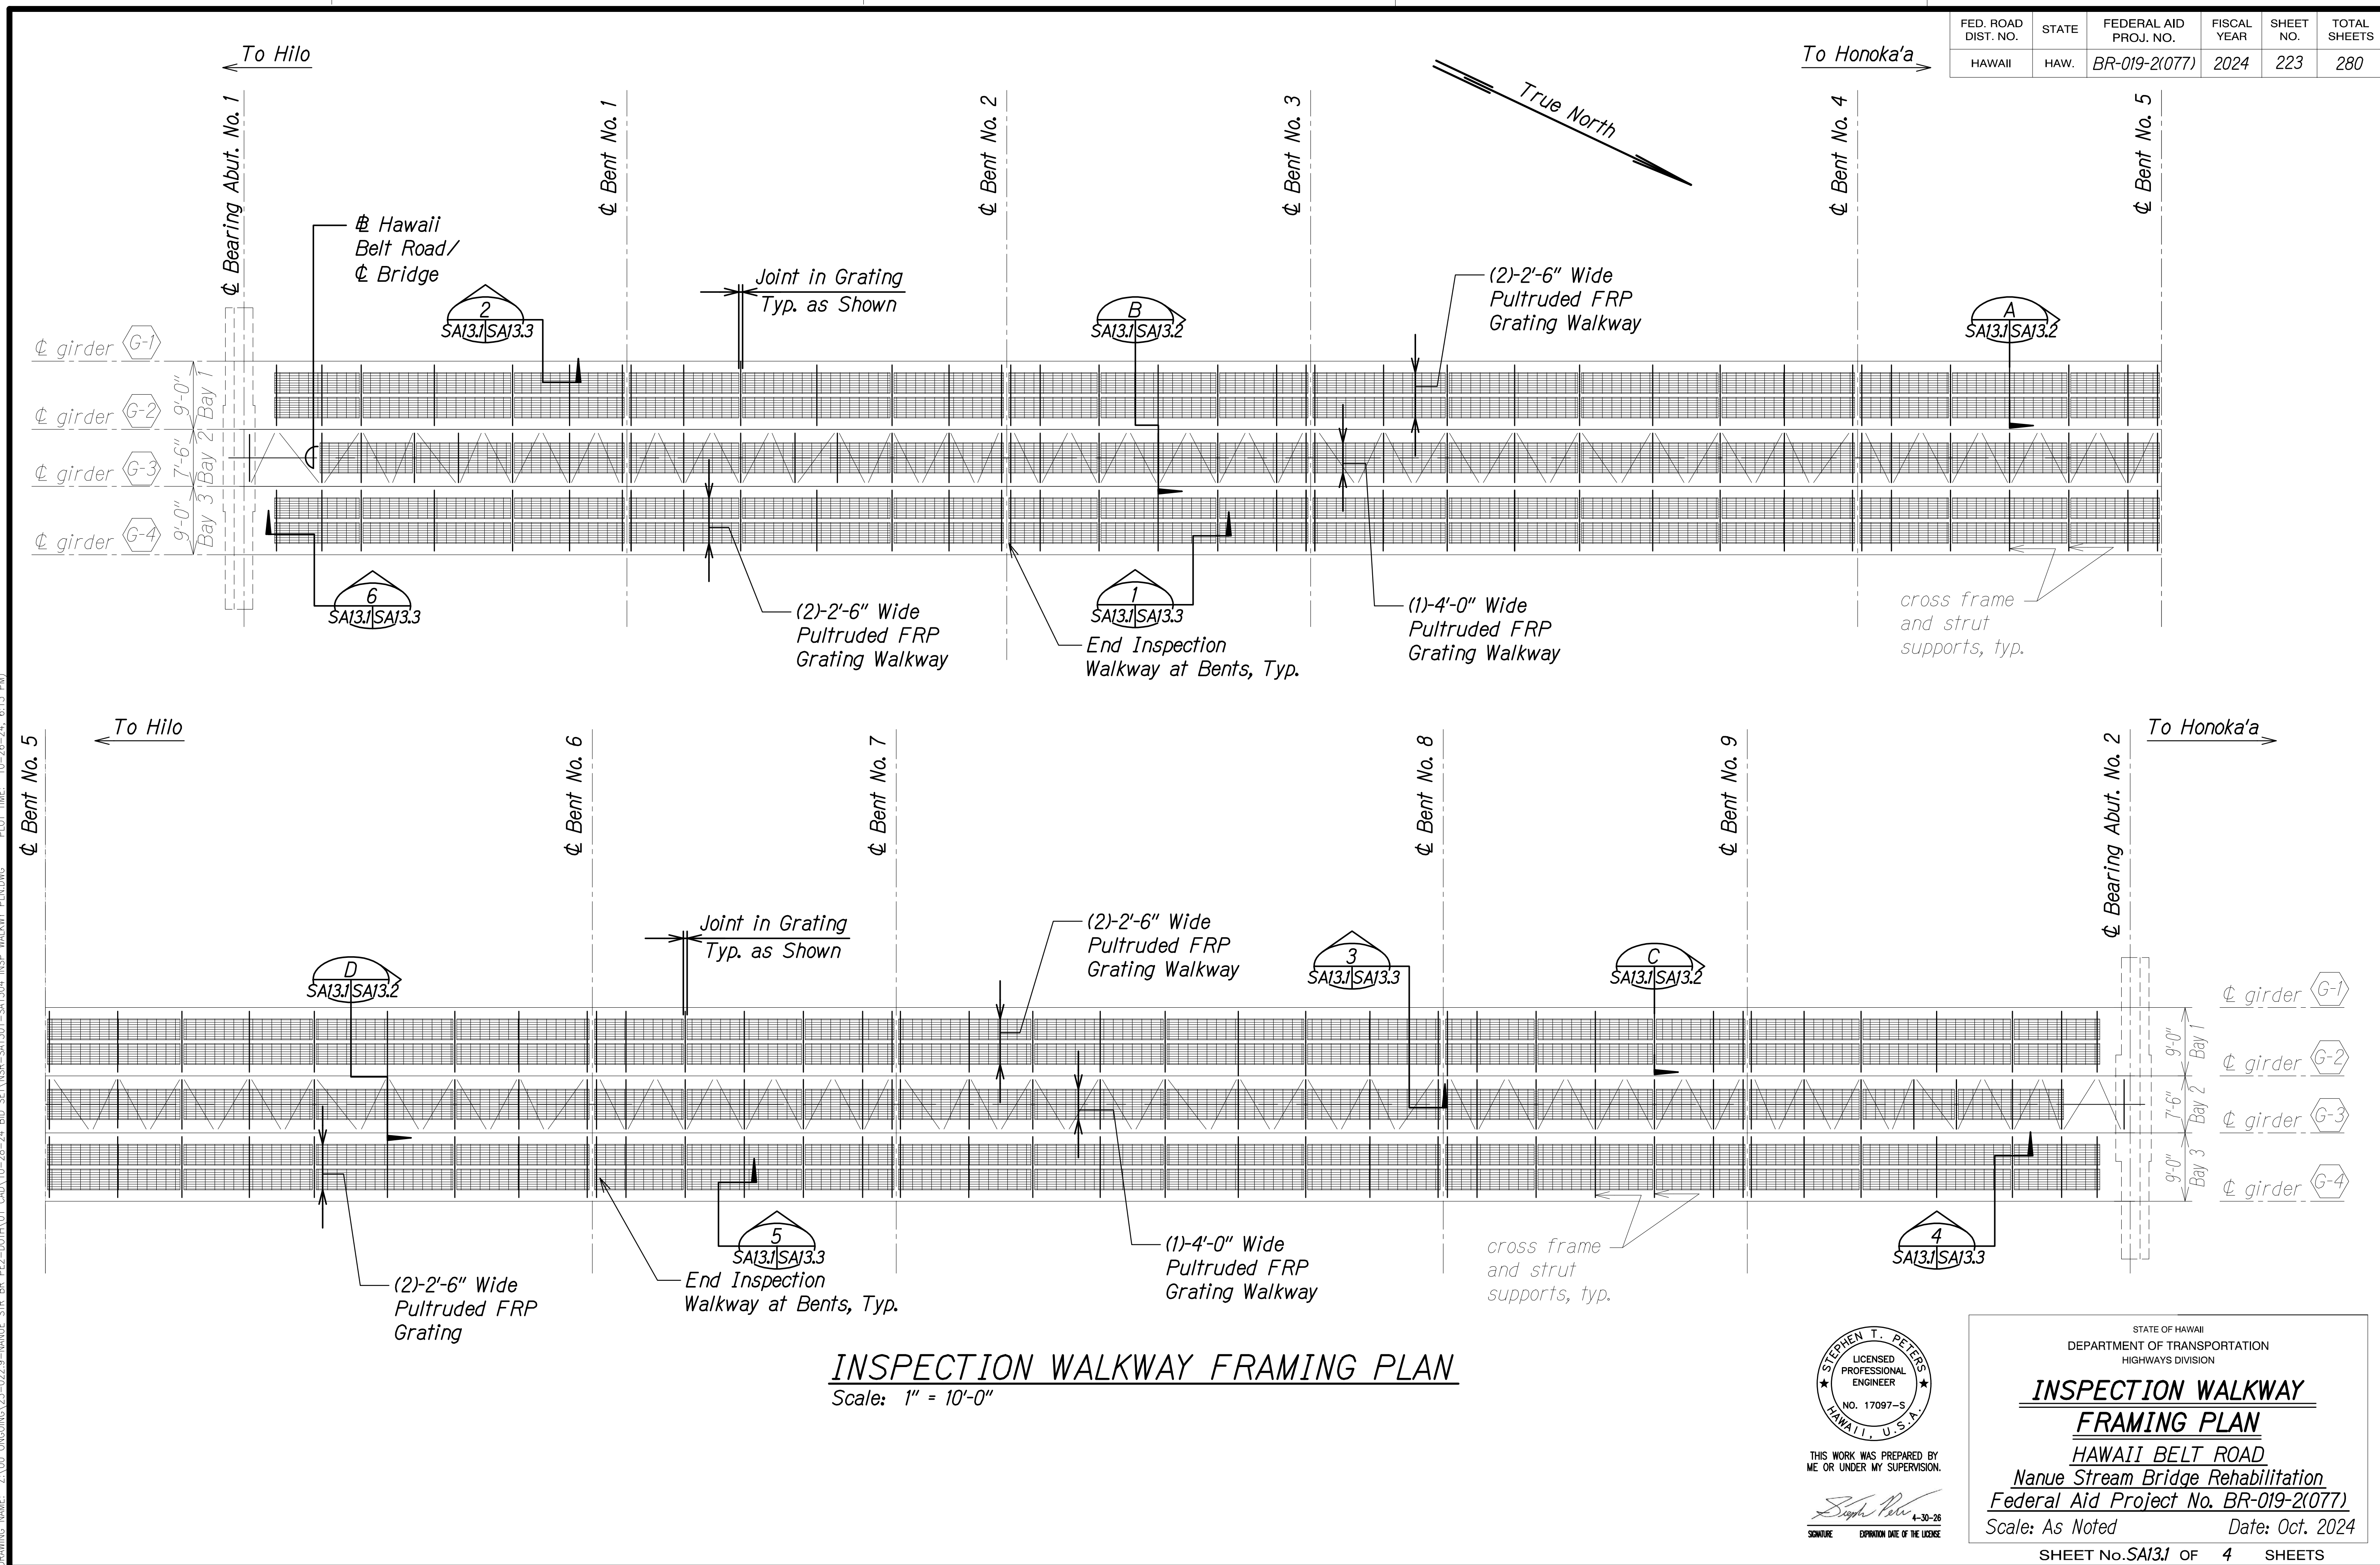 FED. ROAD DIST. NO.
STATE
FEDERAL AID PROJ. NO.
FISCAL YEAR
SHEET NO.
TOTAL SHEETS
HAWAII
HAW.
BR-019-2(077)
2024
223
280
To Hilo
To Honoka'a
True North
℄ Bearing Abut. No. 1
℄ Bent No. 1
℄ Bent No. 2
℄ Bent No. 3
℄ Bent No. 4
℄ Bent No. 5
Hawaii
Belt Road/
℄ Bridge
2
SA13.1 SA13.3
Joint in Grating
Typ. as Shown
B
SA13.1 SA13.2
(2)-2'-6" Wide
Pultruded FRP
Grating Walkway
A
SA13.1 SA13.2
℄ girder G-1
℄ girder G-2
℄ girder G-3
℄ girder G-4
9'-0"
Bay 1
7'-6"
Bay 2
9'-0"
Bay 3
6
SA13.1 SA13.3
(2)-2'-6" Wide
Pultruded FRP
Grating Walkway
1
SA13.1 SA13.3
End Inspection
Walkway at Bents, Typ.
(1)-4'-0" Wide
Pultruded FRP
Grating Walkway
cross frame
and strut
supports, typ.
To Hilo
To Honoka'a
℄ Bent No. 5
℄ Bent No. 6
℄ Bent No. 7
℄ Bent No. 8
℄ Bent No. 9
℄ Bearing Abut. No. 2
D
SA13.1 SA13.2
Joint in Grating
Typ. as Shown
(2)-2'-6" Wide
Pultruded FRP
Grating Walkway
3
SA13.1 SA13.3
C
SA13.1 SA13.2
℄ girder G-1
℄ girder G-2
℄ girder G-3
℄ girder G-4
9'-0"
Bay 1
7'-6"
Bay 2
9'-0"
Bay 3
(2)-2'-6" Wide
Pultruded FRP
Grating
5
SA13.1 SA13.3
End Inspection
Walkway at Bents, Typ.
(1)-4'-0" Wide
Pultruded FRP
Grating Walkway
cross frame
and strut
supports, typ.
4
SA13.1 SA13.3
INSPECTION WALKWAY FRAMING PLAN
Scale: 1" = 10'-0"
STEPHEN T. PETERS
LICENSED
PROFESSIONAL
ENGINEER
NO. 17097-S
HAWAII, U.S.A.
THIS WORK WAS PREPARED BY
ME OR UNDER MY SUPERVISION.
4-30-26
SIGNATURE EXPIRATION DATE OF THE LICENSE
STATE OF HAWAII
DEPARTMENT OF TRANSPORTATION
HIGHWAYS DIVISION
INSPECTION WALKWAY
FRAMING PLAN
HAWAII BELT ROAD
Nanue Stream Bridge Rehabilitation
Federal Aid Project No. BR-019-2(077)
Scale: As Noted Date: Oct. 2024
SHEET No. SA13.1 OF 4 SHEETS